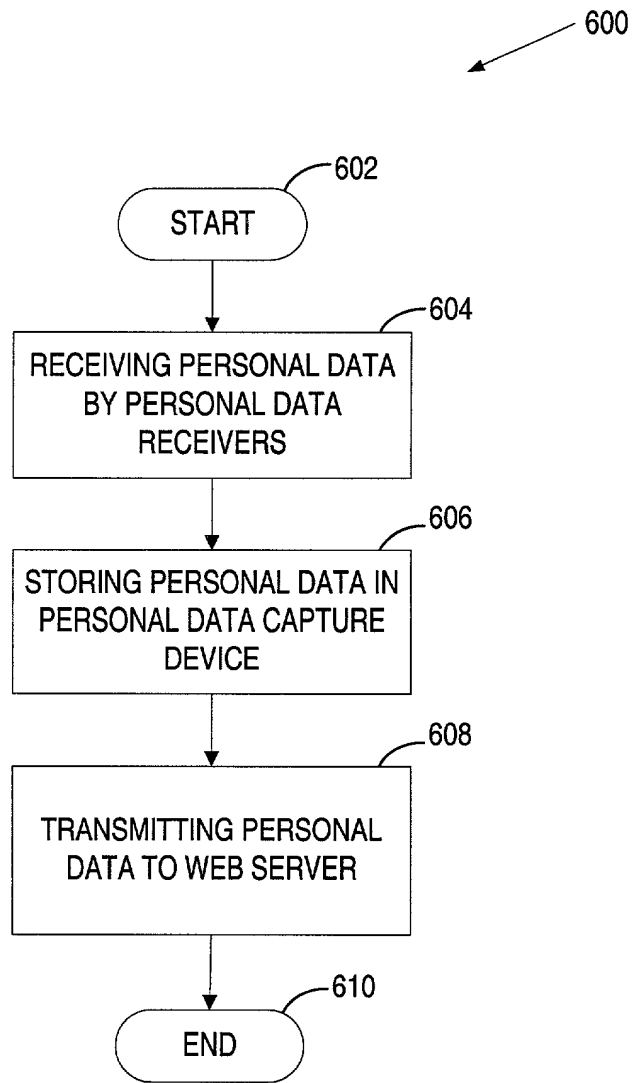 600
602
START
604
RECEIVING PERSONAL DATA
BY PERSONAL DATA
RECEIVERS
606
STORING PERSONAL DATA IN
PERSONAL DATA CAPTURE
DEVICE
608
TRANSMITTING PERSONAL
DATA TO WEB SERVER
610
END